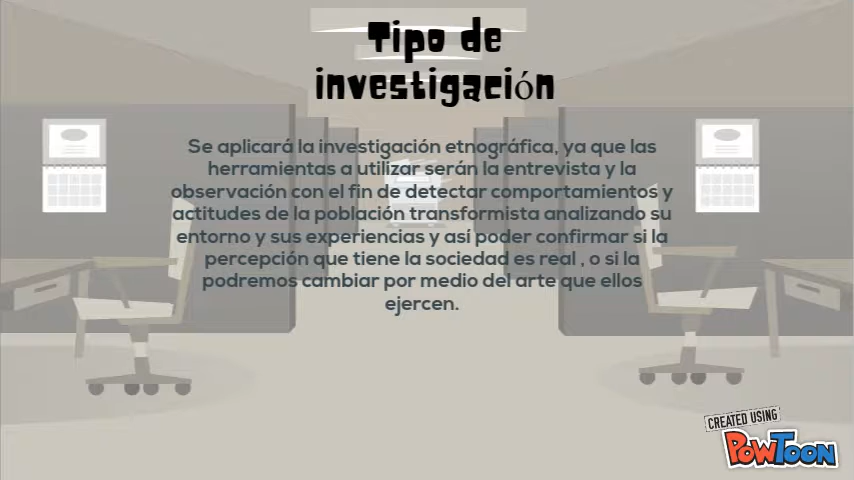 Tipo de
investigación
Se aplicará la investigación etnográfica, ya que las
herramientas a utilizar serán la entrevista y la
observación con el fin de detectar comportamientos y
actitudes de la población transformista analizando su
entorno y sus experiencias y así poder confirmar si la
percepción que tiene la sociedad es real , o si la
podremos cambiar por medio del arte que ellos
ejercen.
CREATED USING
POWTOON